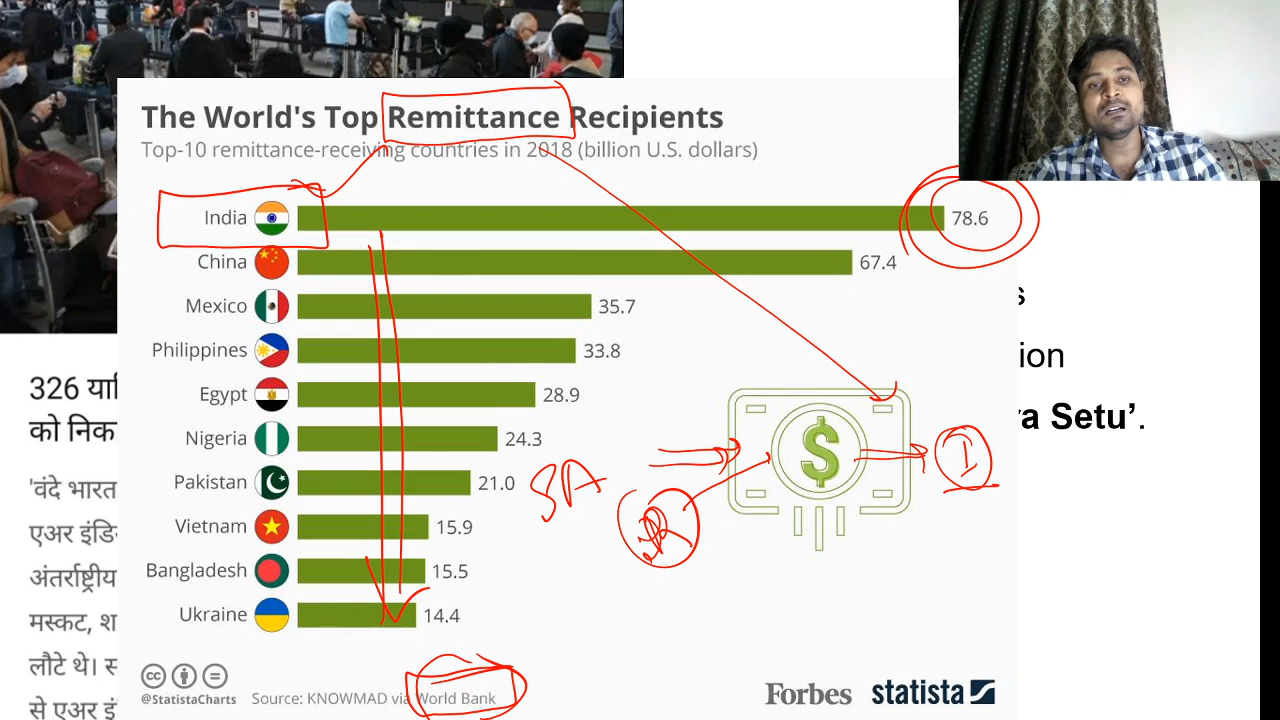 The World's Top Remittance Recipients
Top-10 remittance-receiving countries in 2018 (billion U.S. dollars)
India 78.6
China 67.4
Mexico 35.7
Philippines 33.8
Egypt 28.9
Nigeria 24.3
Pakistan 21.0
Vietnam 15.9
Bangladesh 15.5
Ukraine 14.4
$
SA
I
@StatistaCharts Source: KNOWMAD via World Bank
Forbes statista
s
ion
a Setu’.
326 या
को निक
'वंदे भारत
एअर इंडि
अंतर्राष्ट्रीय
मस्कट, श
लौटे थे। स
से एअर इं